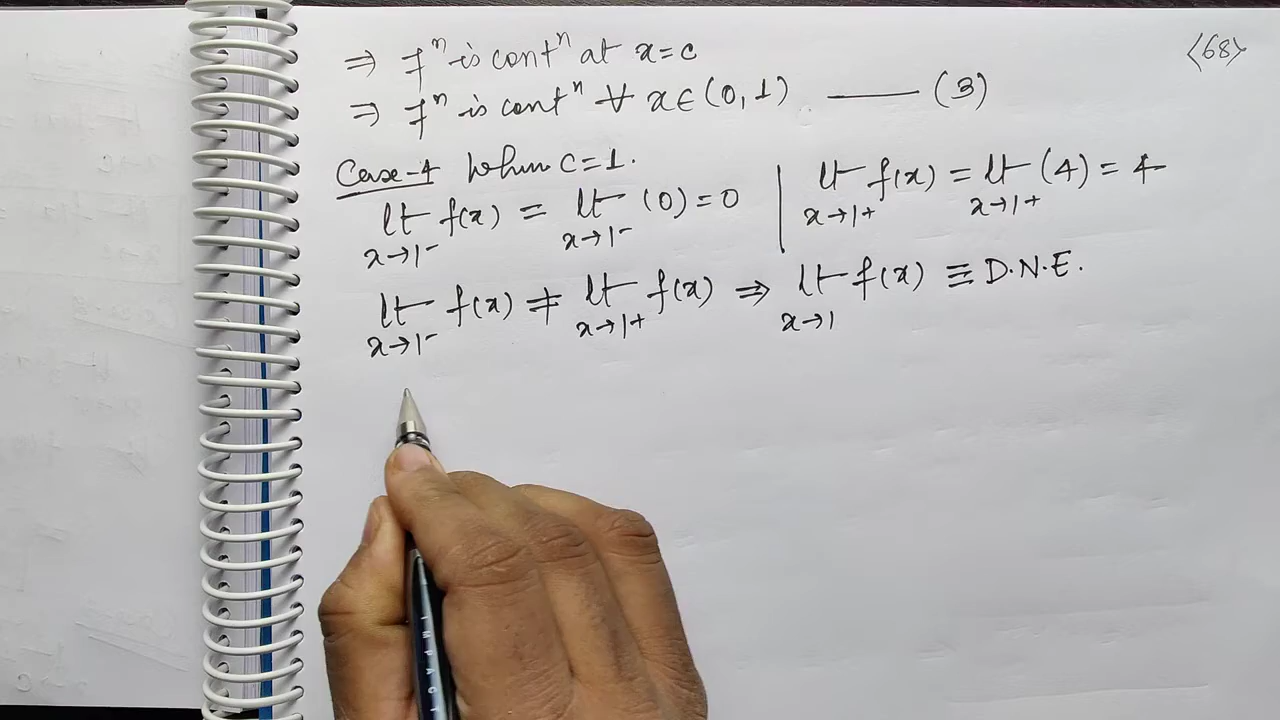 ⟨68⟩
⇒ fⁿ is contⁿ at x=c
⇒ fⁿ is contⁿ ∀ x∈(0,1) —— (3)
Case-4 When c=1.
lt x→1⁻ f(x) = lt x→1⁻ (0) = 0 | lt x→1+ f(x) = lt x→1+ (4) = 4
lt x→1⁻ f(x) ≠ lt x→1+ f(x) ⇒ lt x→1 f(x) ≡ D.N.E.
IMPACT